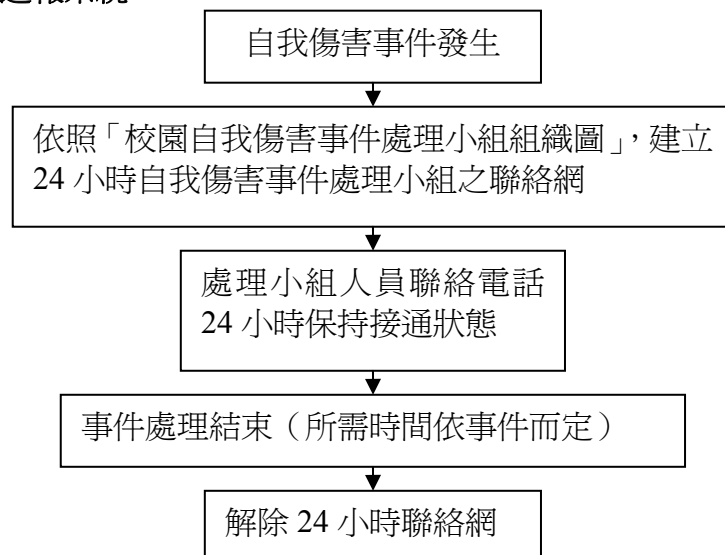 自我傷害事件發生
依照「校園自我傷害事件處理小組組織圖」，建立
24 小時自我傷害事件處理小組之聯絡網
處理小組人員聯絡電話
24 小時保持接通狀態
事件處理結束（所需時間依事件而定）
解除 24 小時聯絡網